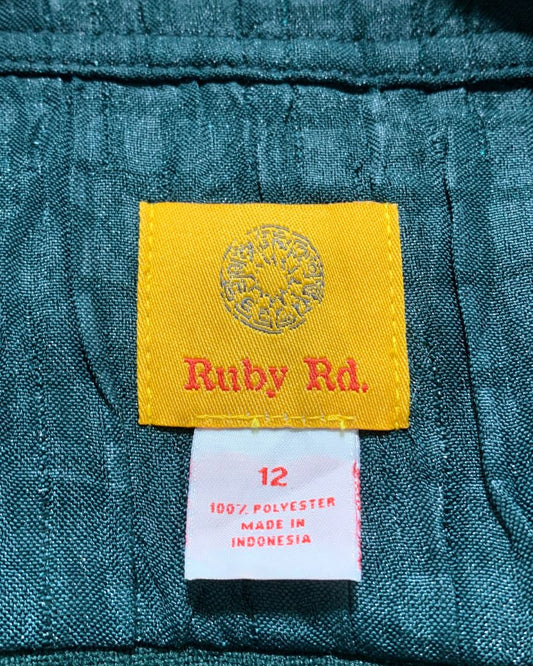 Ruby Rd.
12
100% POLYESTER
MADE IN
INDONESIA